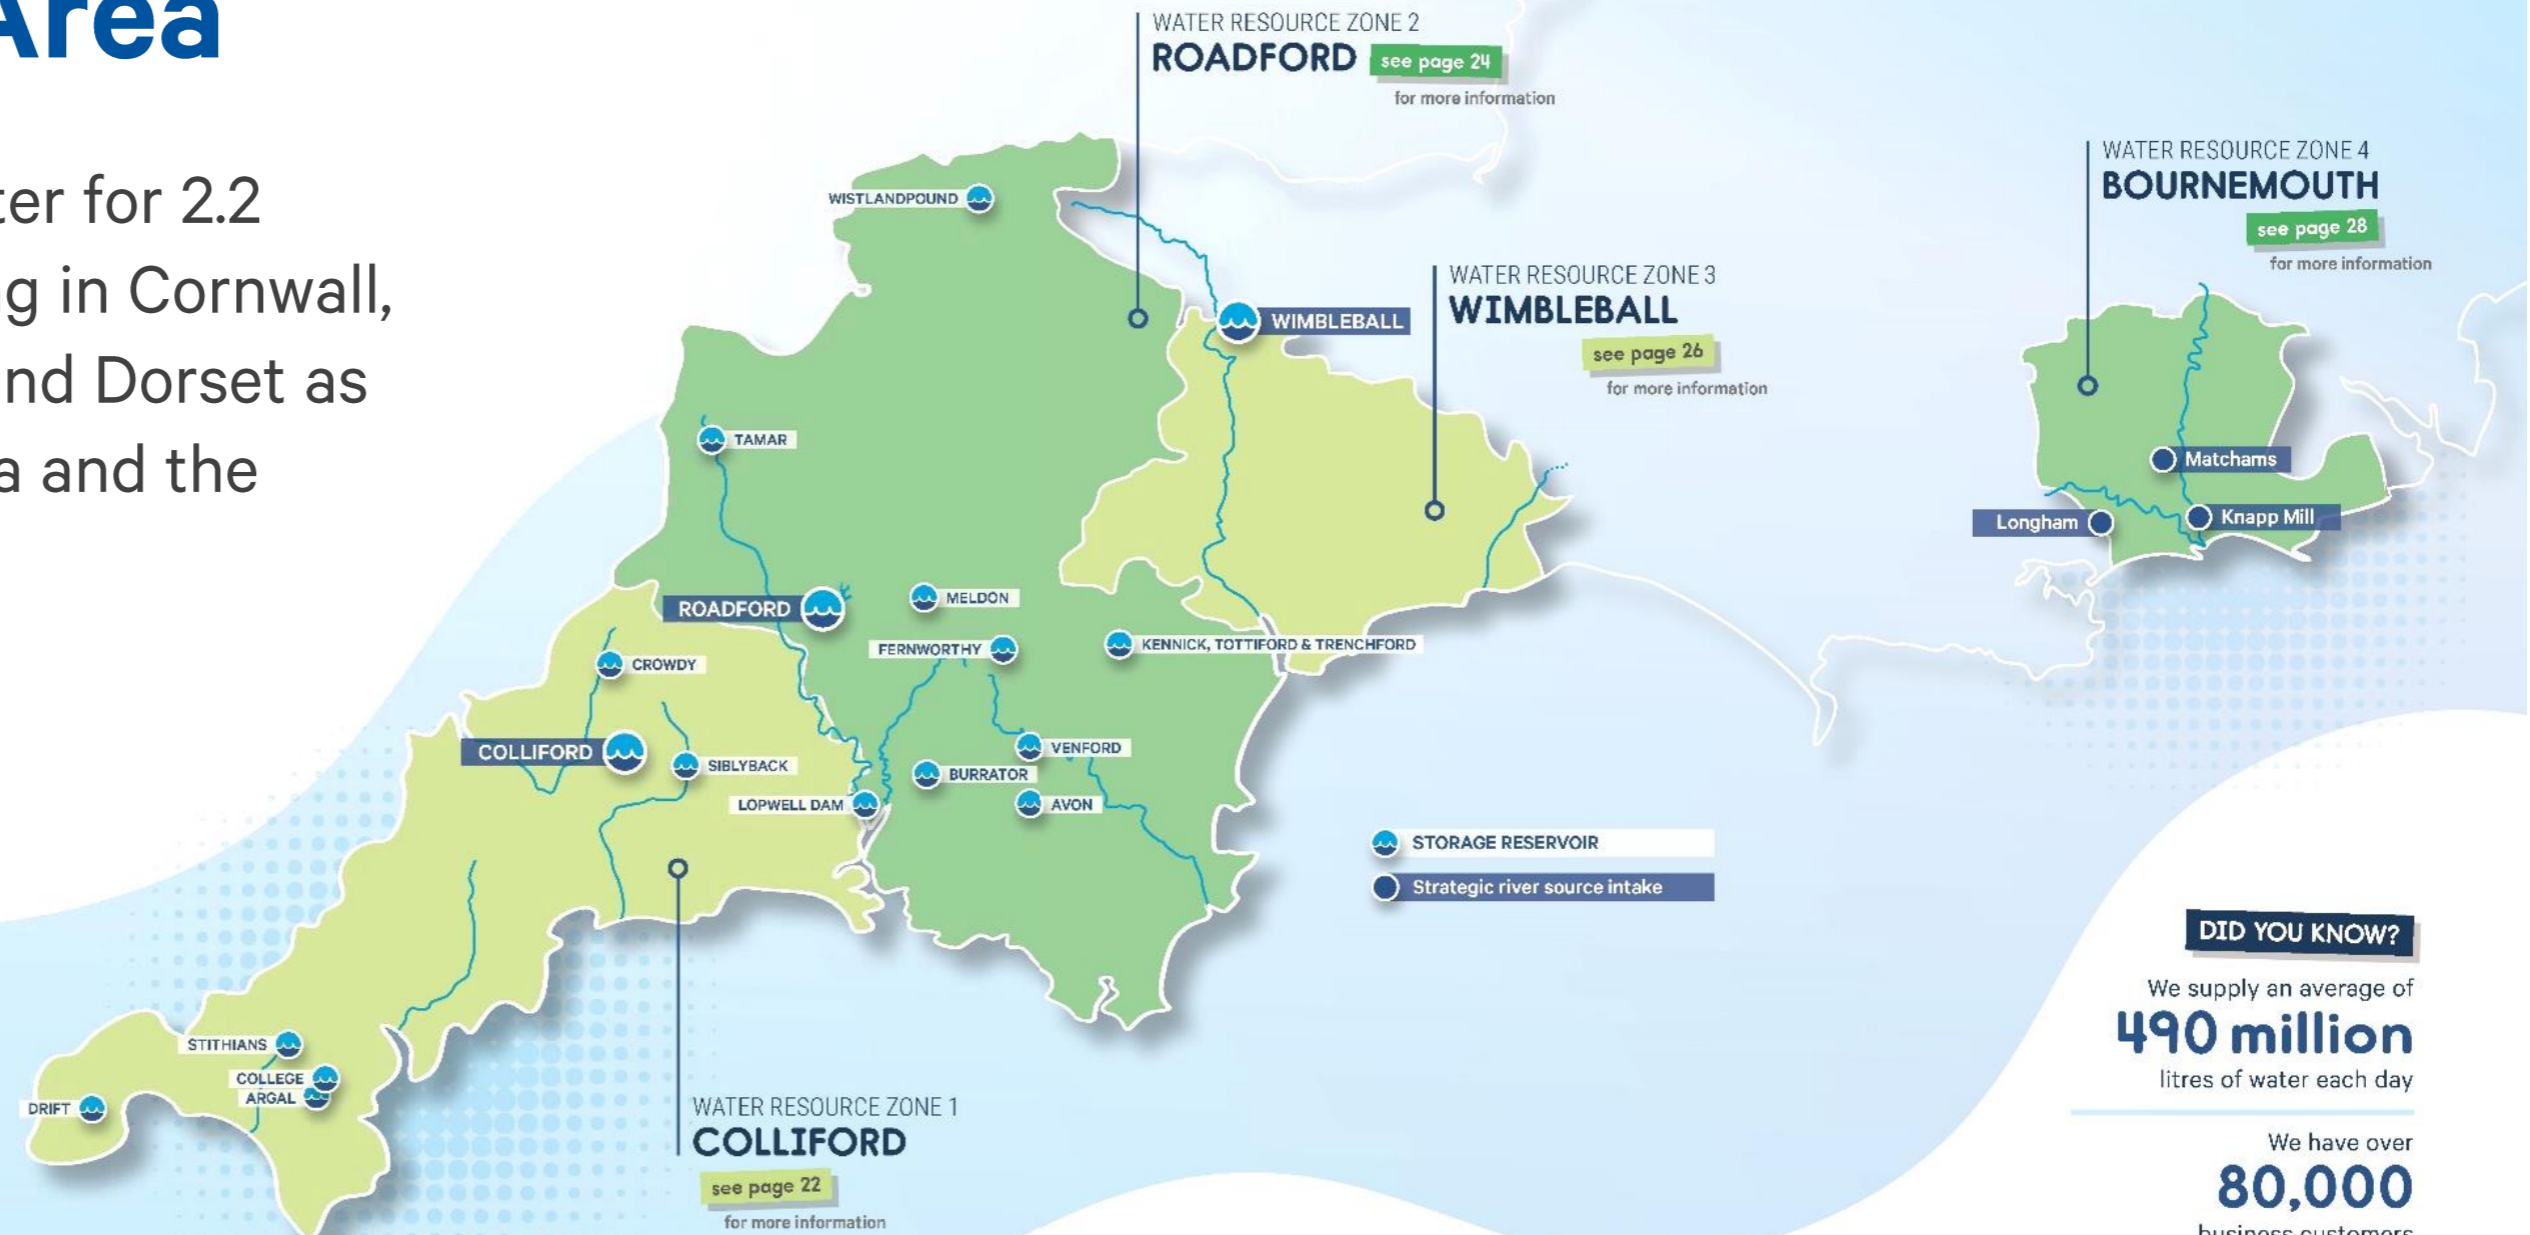 Area
for 2.2
in Cornwall,
Dorset as
and the
WATER RESOURCE ZONE 2
ROADFORD see page 24
for more information
WISTLANDPOUND
WATER RESOURCE ZONE 4
BOURNEMOUTH
see page 28
for more information
WATER RESOURCE ZONE 3
WIMBLEBALL
see page 26
for more information
WIMBLEBALL
TAMAR
Matchams
Longham
Knapp Mill
ROADFORD
MELDON
FERNWORTHY
KENNICK, TOTTIFORD & TRENCHFORD
CROWDY
COLLIFORD
SIBLYBACK
VENFORD
BURRATOR
LOPWELL DAM
AVON
STORAGE RESERVOIR
Strategic river source intake
STITHIANS
COLLEGE
ARGAL
DRIFT
WATER RESOURCE ZONE 1
COLLIFORD
see page 22
for more information
DID YOU KNOW?
We supply an average of
490 million
litres of water each day
We have over
80,000
business customers